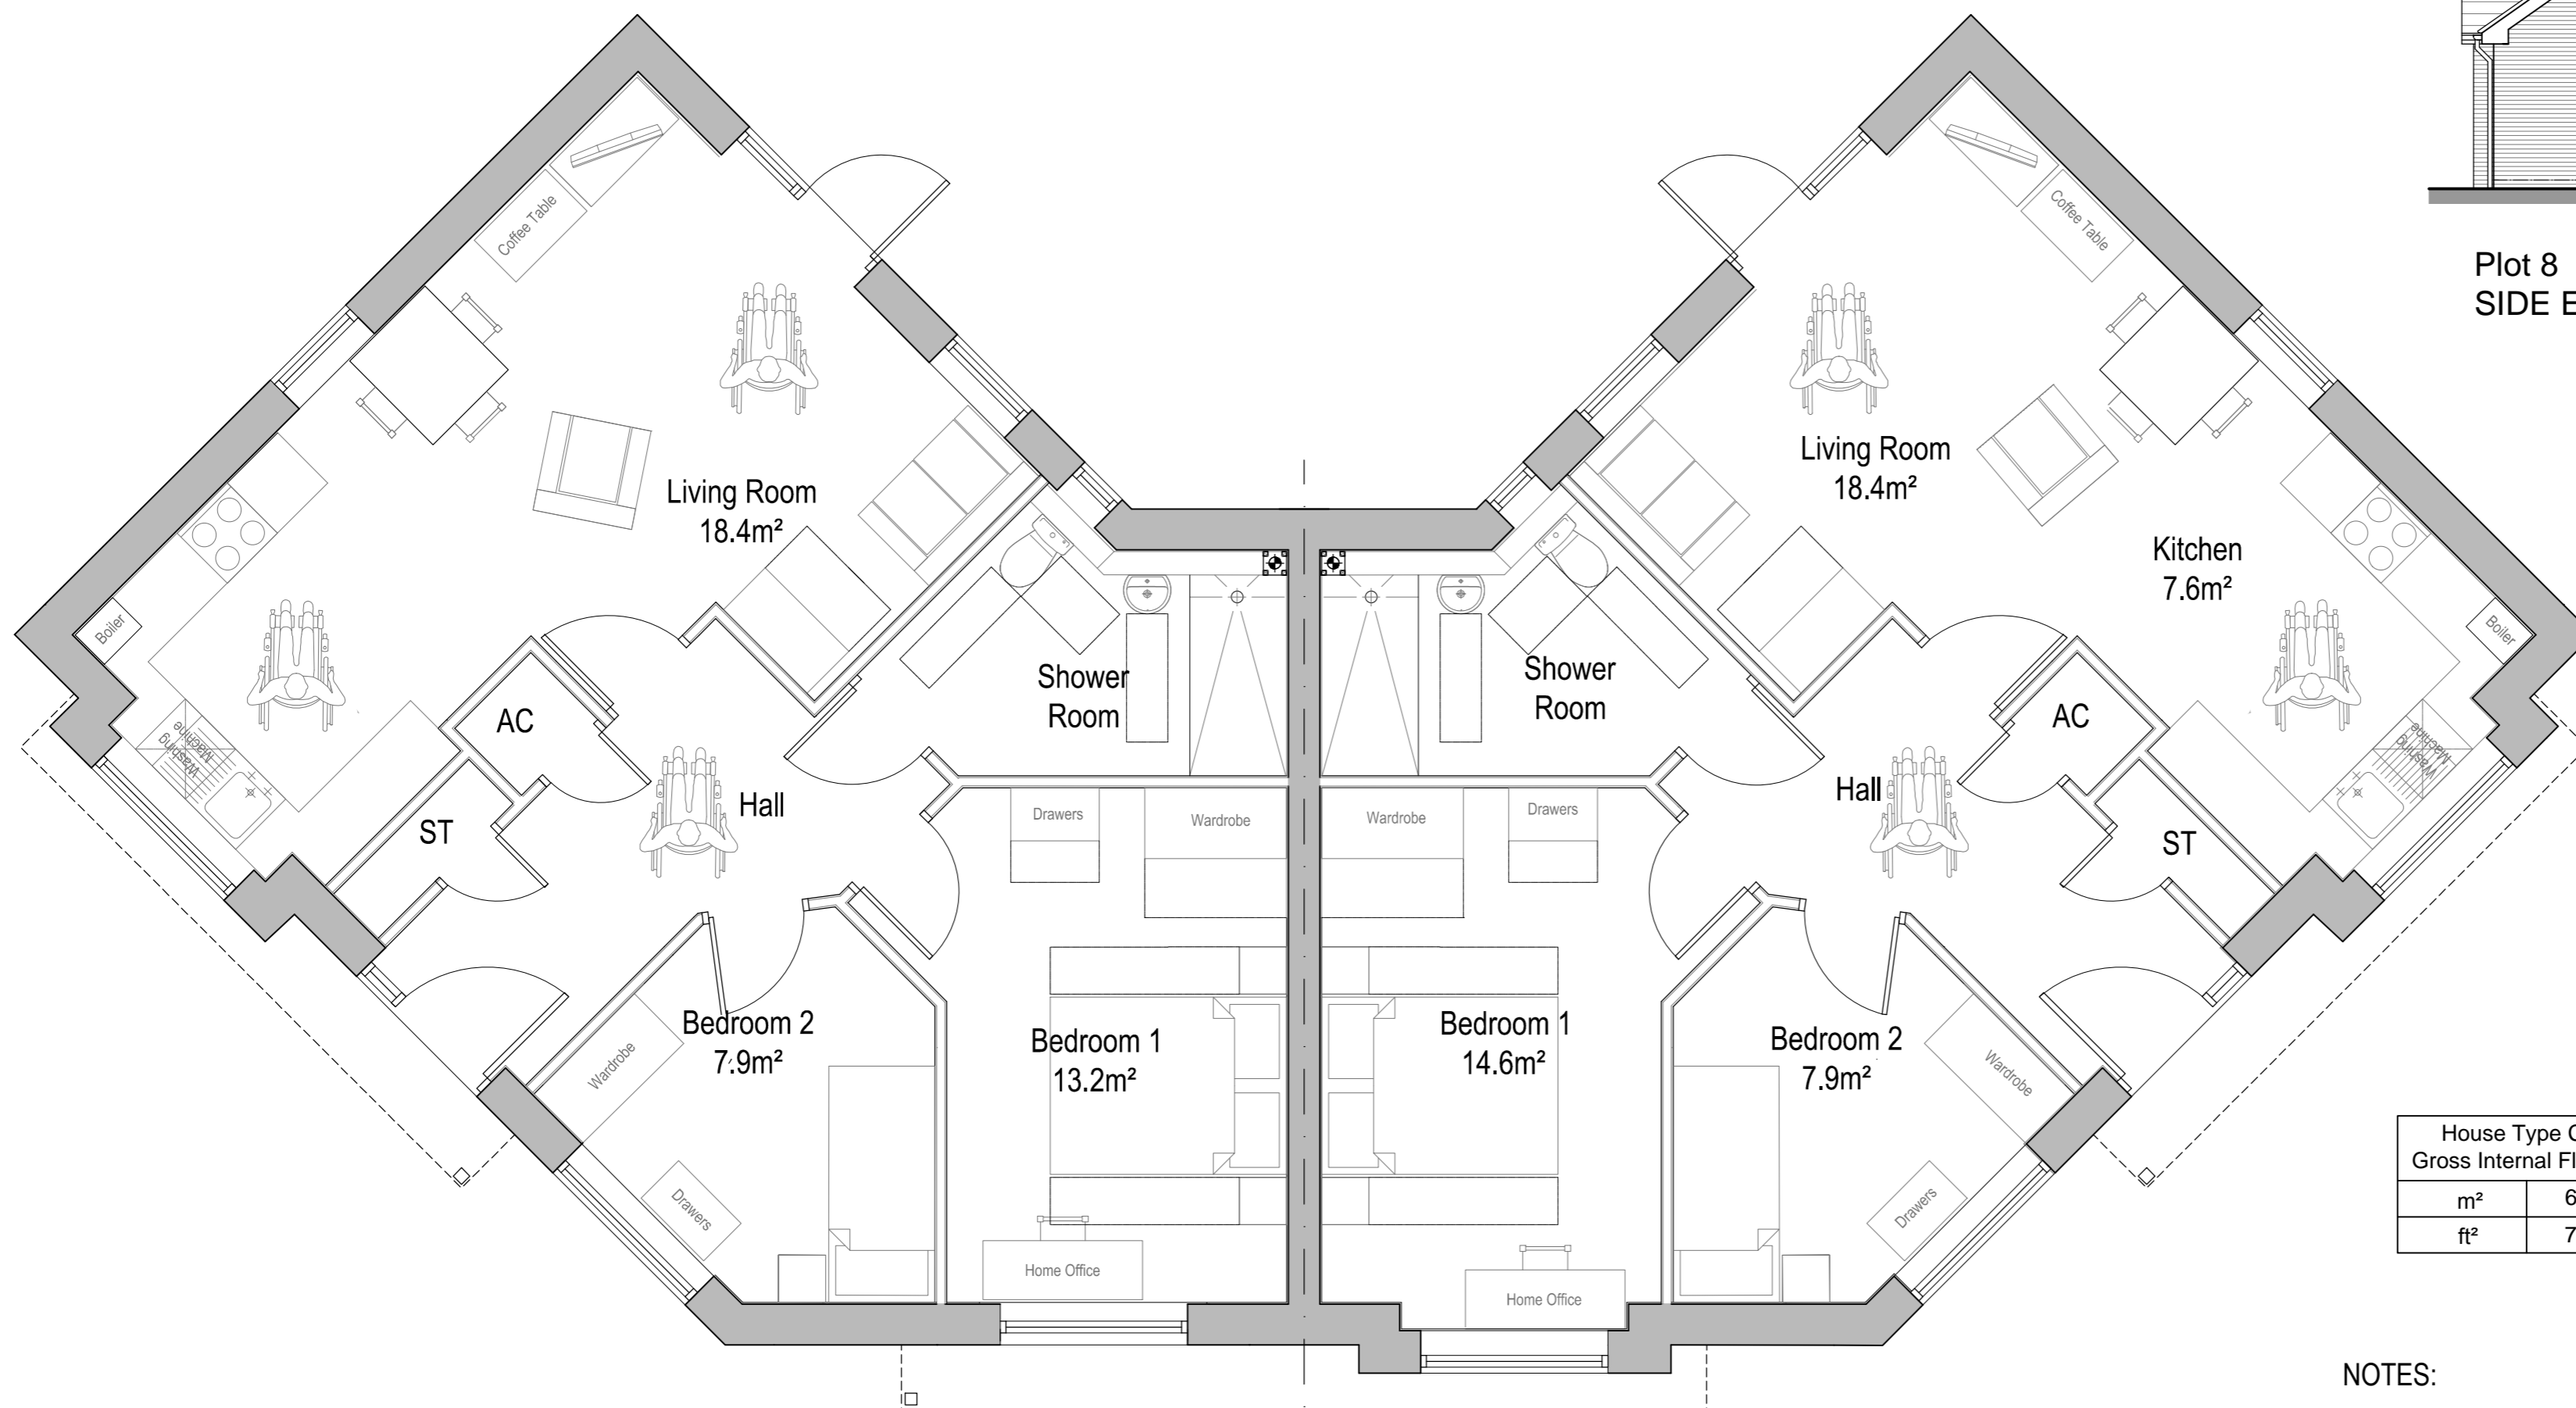 Plot 8
SIDE E
Coffee Table
Coffee Table
Living Room
18.4m²
Living Room
18.4m²
Kitchen
7.6m²
Boiler
Boiler
Shower
Room
Shower
Room
AC
AC
Washing
Machine
Washing
Machine
Hall
Hall
ST
ST
Drawers
Wardrobe
Wardrobe
Drawers
Bedroom 2
7.9m²
Bedroom 1
13.2m²
Bedroom 1
14.6m²
Bedroom 2
7.9m²
Wardrobe
Wardrobe
Drawers
Drawers
Home Office
Home Office
House Type C
Gross Internal Fl
m² 6
ft² 7
NOTES: